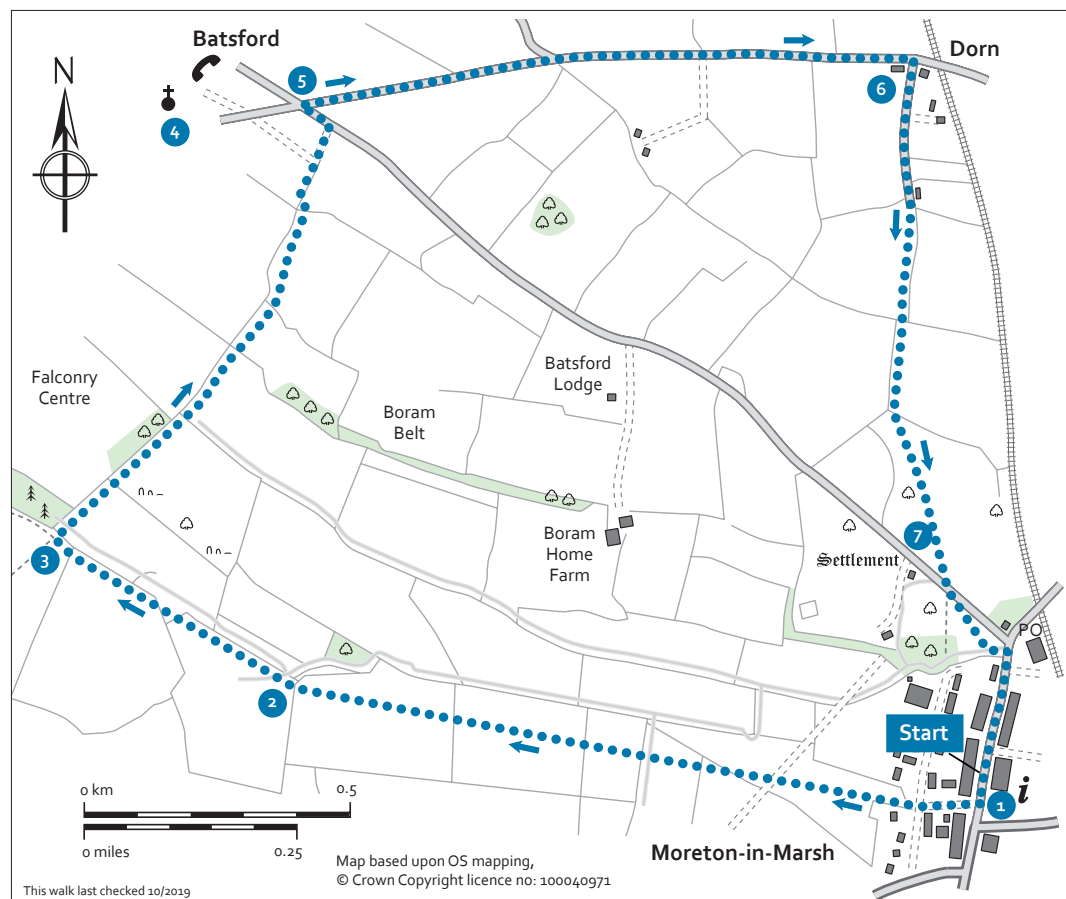 Batsford
Dorn
N
5
6
4
Batsford
Lodge
Falconry
Centre
Boram
Belt
7
3
Boram
Home
Farm
Settlement
PO
2
Start
1
i
0 km
0.5
0 miles
0.25
Moreton-in-Marsh
Map based upon OS mapping,
© Crown Copyright licence no: 100040971
This walk last checked 10/2019